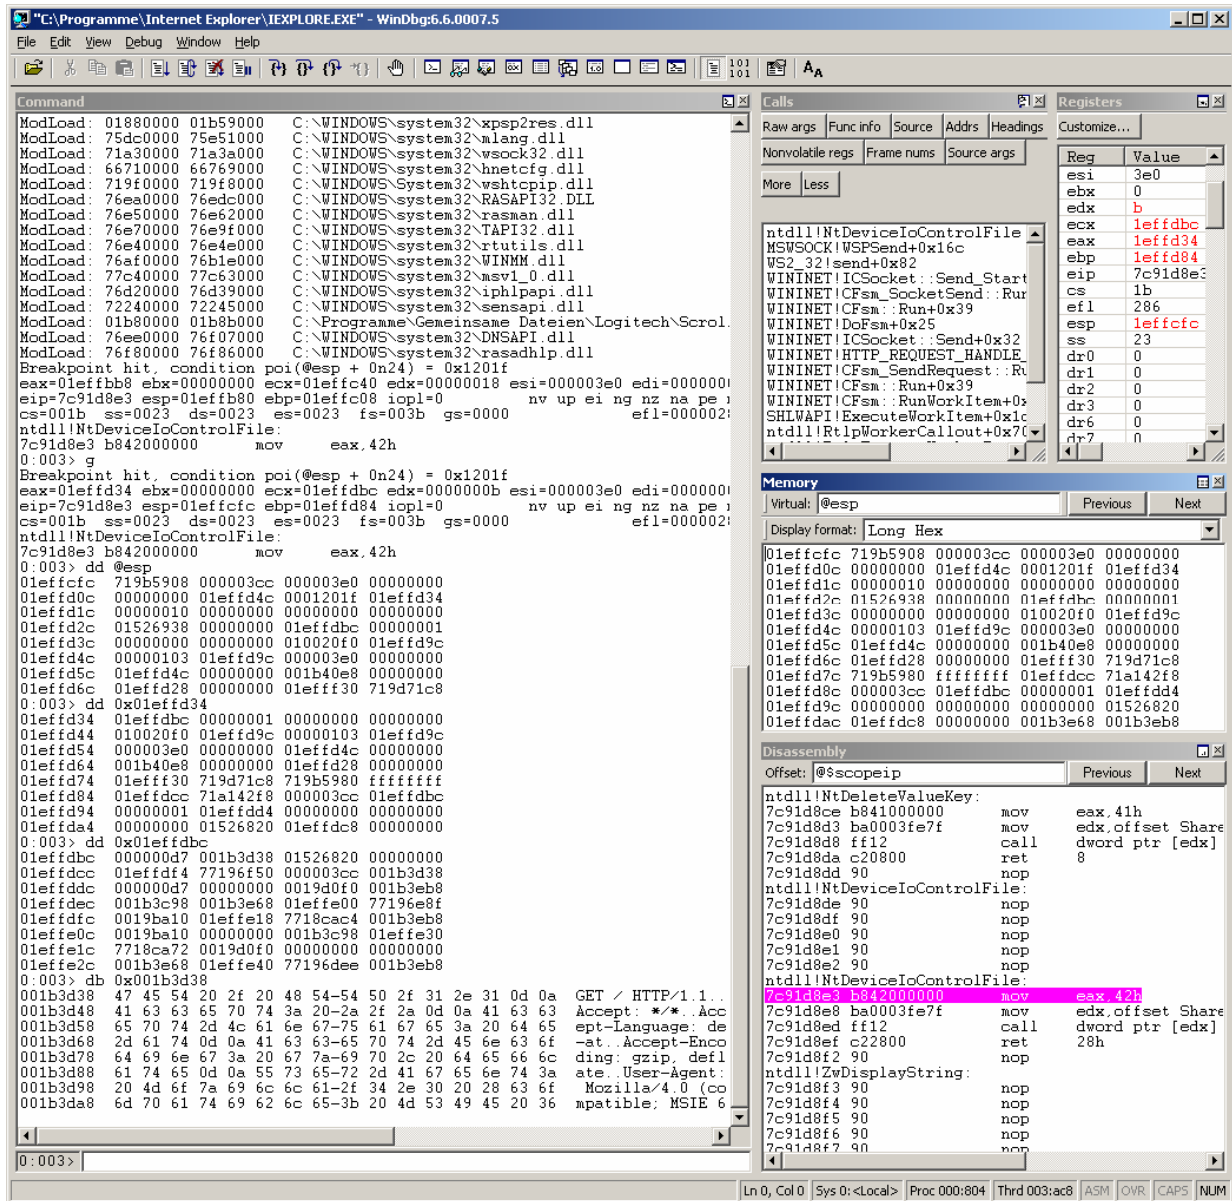 "C:\Programme\Internet Explorer\IEXPLORE.EXE" - WinDbg:6.6.0007.5
File Edit View Debug Window Help
Command
ModLoad: 01880000 01b59000 C:\WINDOWS\system32\xpsp2res.dll
ModLoad: 75dc0000 75e51000 C:\WINDOWS\system32\mlang.dll
ModLoad: 71a30000 71a3a000 C:\WINDOWS\system32\wsock32.dll
ModLoad: 66710000 66769000 C:\WINDOWS\system32\hnetcfg.dll
ModLoad: 719f0000 719f8000 C:\WINDOWS\system32\wshtcpip.dll
ModLoad: 76ea0000 76edc000 C:\WINDOWS\system32\RASAPI32.DLL
ModLoad: 76e50000 76e62000 C:\WINDOWS\system32\rasman.dll
ModLoad: 76e70000 76e9f000 C:\WINDOWS\system32\TAPI32.dll
ModLoad: 76e40000 76e4e000 C:\WINDOWS\system32\rtutils.dll
ModLoad: 76af0000 76b1e000 C:\WINDOWS\system32\WINMM.dll
ModLoad: 77c40000 77c63000 C:\WINDOWS\system32\msv1_0.dll
ModLoad: 76d20000 76d39000 C:\WINDOWS\system32\iphlpapi.dll
ModLoad: 72240000 72245000 C:\WINDOWS\system32\sensapi.dll
ModLoad: 01b80000 01b8b000 C:\Programme\Gemeinsame Dateien\Logitech\Scrol.
ModLoad: 76ee0000 76f07000 C:\WINDOWS\system32\DNSAPI.dll
ModLoad: 76f80000 76f86000 C:\WINDOWS\system32\rasadhlp.dll
Breakpoint hit, condition poi(@esp + 0n24) = 0x1201f
eax=01effbb8 ebx=00000000 ecx=01effc40 edx=00000018 esi=000003e0 edi=000000
eip=7c91d8e3 esp=01effb80 ebp=01effc08 iopl=0 nv up ei ng nz na pe
cs=001b ss=0023 ds=0023 es=0023 fs=003b gs=0000 efl=0000028
ntdll!NtDeviceIoControlFile:
7c91d8e3 b842000000 mov eax,42h
0:003> g
Breakpoint hit, condition poi(@esp + 0n24) = 0x1201f
eax=01effd34 ebx=00000000 ecx=01effdbc edx=0000000b esi=000003e0 edi=000000
eip=7c91d8e3 esp=01effcfc ebp=01effd84 iopl=0 nv up ei ng nz na pe
cs=001b ss=0023 ds=0023 es=0023 fs=003b gs=0000 efl=0000028
ntdll!NtDeviceIoControlFile:
7c91d8e3 b842000000 mov eax,42h
0:003> dd @esp
01effcfc 719b5908 000003cc 000003e0 00000000
01effd0c 00000000 01effd4c 0001201f 01effd34
01effd1c 00000010 00000000 00000000 00000000
01effd2c 01526938 00000000 01effdbc 00000001
01effd3c 00000000 00000000 010020f0 01effd9c
01effd4c 00000103 01effd9c 000003e0 00000000
01effd5c 01effd4c 00000000 001b40e8 00000000
01effd6c 01effd28 00000000 01efff30 719d71c8
0:003> dd 0x01effd34
01effd34 01effdbc 00000001 00000000 00000000
01effd44 010020f0 01effd9c 00000103 01effd9c
01effd54 000003e0 00000000 01effd4c 00000000
01effd64 001b40e8 00000000 01effd28 00000000
01effd74 01efff30 719d71c8 719b5980 ffffffff
01effd84 01effdcc 71a142f8 000003cc 01effdbc
01effd94 00000001 01effdd4 00000000 00000000
01effda4 00000000 01526820 01effdc8 00000000
0:003> dd 0x01effdbc
01effdbc 000000d7 001b3d38 01526820 00000000
01effdcc 01effdf4 77196f50 000003cc 001b3d38
01effddc 000000d7 00000000 0019d0f0 001b3eb8
01effdec 001b3c98 001b3e68 01effe00 77196e8f
01effdfc 0019ba10 01effe18 7718cac4 001b3eb8
01effe0c 0019ba10 00000000 001b3c98 01effe30
01effe1c 7718ca72 0019d0f0 00000000 00000000
01effe2c 001b3e68 01effe40 77196dee 001b3eb8
0:003> db 0x001b3d38
001b3d38 47 45 54 20 2f 20 48 54-54 50 2f 31 2e 31 0d 0a GET / HTTP/1.1..
001b3d48 41 63 63 65 70 74 3a 20-2a 2f 2a 0d 0a 41 63 63 Accept: */*..Acc
001b3d58 65 70 74 2d 4c 61 6e 67-75 61 67 65 3a 20 64 65 ept-Language: de
001b3d68 2d 61 74 0d 0a 41 63 63-65 70 74 2d 45 6e 63 6f -at..Accept-Enco
001b3d78 64 69 6e 67 3a 20 67 7a-69 70 2c 20 64 65 66 6c ding: gzip, defl
001b3d88 61 74 65 0d 0a 55 73 65-72 2d 41 67 65 6e 74 3a ate..User-Agent:
001b3d98 20 4d 6f 7a 69 6c 6c 61-2f 34 2e 30 20 28 63 6f Mozilla/4.0 (co
001b3da8 6d 70 61 74 69 62 6c 65-3b 20 4d 53 49 45 20 36 mpatible; MSIE 6
0:003>
Calls
Raw args Func info Source Addrs Headings
Nonvolatile regs Frame nums Source args
More Less
ntdll!NtDeviceIoControlFile
MSWSOCK!WSPSend+0x16c
WS2_32!send+0x82
WININET!ICSocket::Send_Start
WININET!CFsm_SocketSend::Run
WININET!CFsm::Run+0x39
WININET!DoFsm+0x25
WININET!ICSocket::Send+0x32
WININET!HTTP_REQUEST_HANDLE_
WININET!CFsm_SendRequest::Ru
WININET!CFsm::Run+0x39
WININET!CFsm::RunWorkItem+0x
SHLWAPI!ExecuteWorkItem+0x1d
ntdll!RtlpWorkerCallout+0x70
Registers
Customize...
Reg Value
esi 3e0
ebx 0
edx b
ecx 1effdbc
eax 1effd34
ebp 1effd84
eip 7c91d8e3
cs 1b
efl 286
esp 1effcfc
ss 23
dr0 0
dr1 0
dr2 0
dr3 0
dr6 0
dr7 0
Memory
Virtual: @esp Previous Next
Display format: Long Hex
01effcfc 719b5908 000003cc 000003e0 00000000
01effd0c 00000000 01effd4c 0001201f 01effd34
01effd1c 00000010 00000000 00000000 00000000
01effd2c 01526938 00000000 01effdbc 00000001
01effd3c 00000000 00000000 010020f0 01effd9c
01effd4c 00000103 01effd9c 000003e0 00000000
01effd5c 01effd4c 00000000 001b40e8 00000000
01effd6c 01effd28 00000000 01efff30 719d71c8
01effd7c 719b5980 ffffffff 01effdcc 71a142f8
01effd8c 000003cc 01effdbc 00000001 01effdd4
01effd9c 00000000 00000000 00000000 01526820
01effdac 01effdc8 00000000 001b3e68 001b3eb8
Disassembly
Offset: @$scopeip Previous Next
ntdll!NtDeleteValueKey:
7c91d8ce b841000000 mov eax,41h
7c91d8d3 ba0003fe7f mov edx,offset Share
7c91d8d8 ff12 call dword ptr [edx]
7c91d8da c20800 ret 8
7c91d8dd 90 nop
ntdll!NtDeviceIoControlFile:
7c91d8de 90 nop
7c91d8df 90 nop
7c91d8e0 90 nop
7c91d8e1 90 nop
7c91d8e2 90 nop
ntdll!NtDeviceIoControlFile:
7c91d8e3 b842000000 mov eax,42h
7c91d8e8 ba0003fe7f mov edx,offset Share
7c91d8ed ff12 call dword ptr [edx]
7c91d8ef c22800 ret 28h
7c91d8f2 90 nop
ntdll!ZwDisplayString:
7c91d8f3 90 nop
7c91d8f4 90 nop
7c91d8f5 90 nop
7c91d8f6 90 nop
7c91d8f7 90 nop
Ln 0, Col 0 Sys 0:<Local> Proc 000:804 Thrd 003:ac8 ASM OVR CAPS NUM